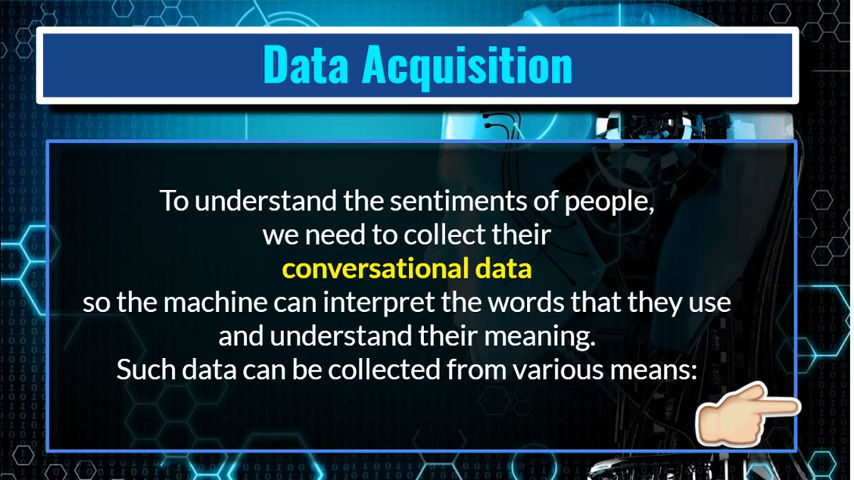 Data Acquisition
To understand the sentiments of people,
we need to collect their
conversational data
so the machine can interpret the words that they use
and understand their meaning.
Such data can be collected from various means: